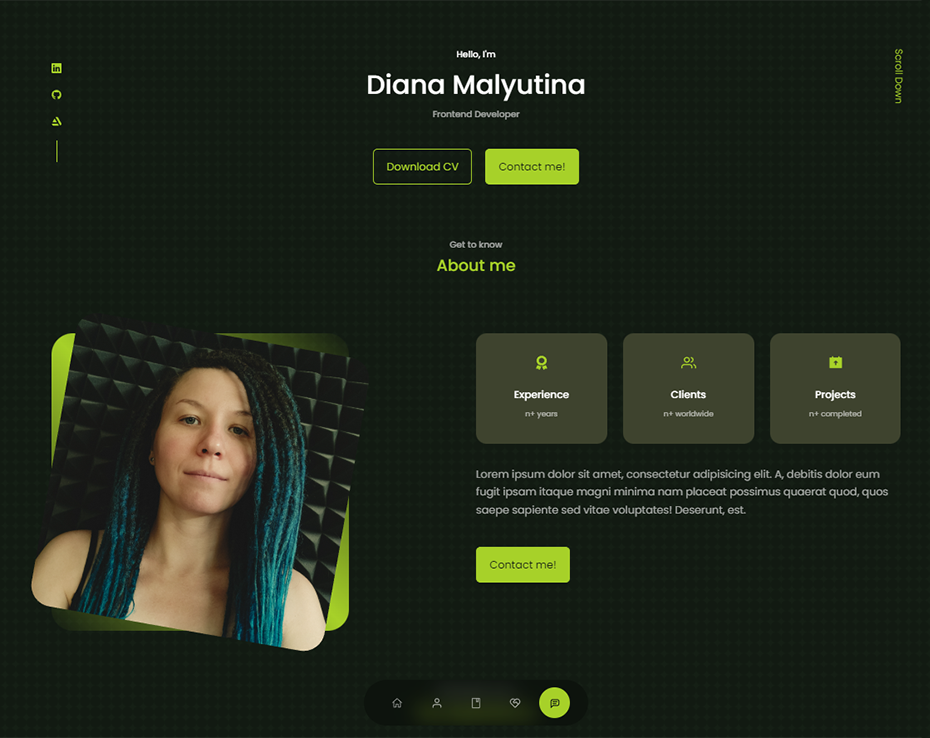 Hello, I'm
Diana Malyutina
Frontend Developer
Download CV
Contact me!
Scroll Down
Get to know
About me
Experience
n+ years
Clients
n+ worldwide
Projects
n+ completed
Lorem ipsum dolor sit amet, consectetur adipisicing elit. A, debitis dolor eum
fugit ipsam itaque magni minima nam placeat possimus quaerat quod, quos
saepe sapiente sed vitae voluptates! Deserunt, est.
Contact me!